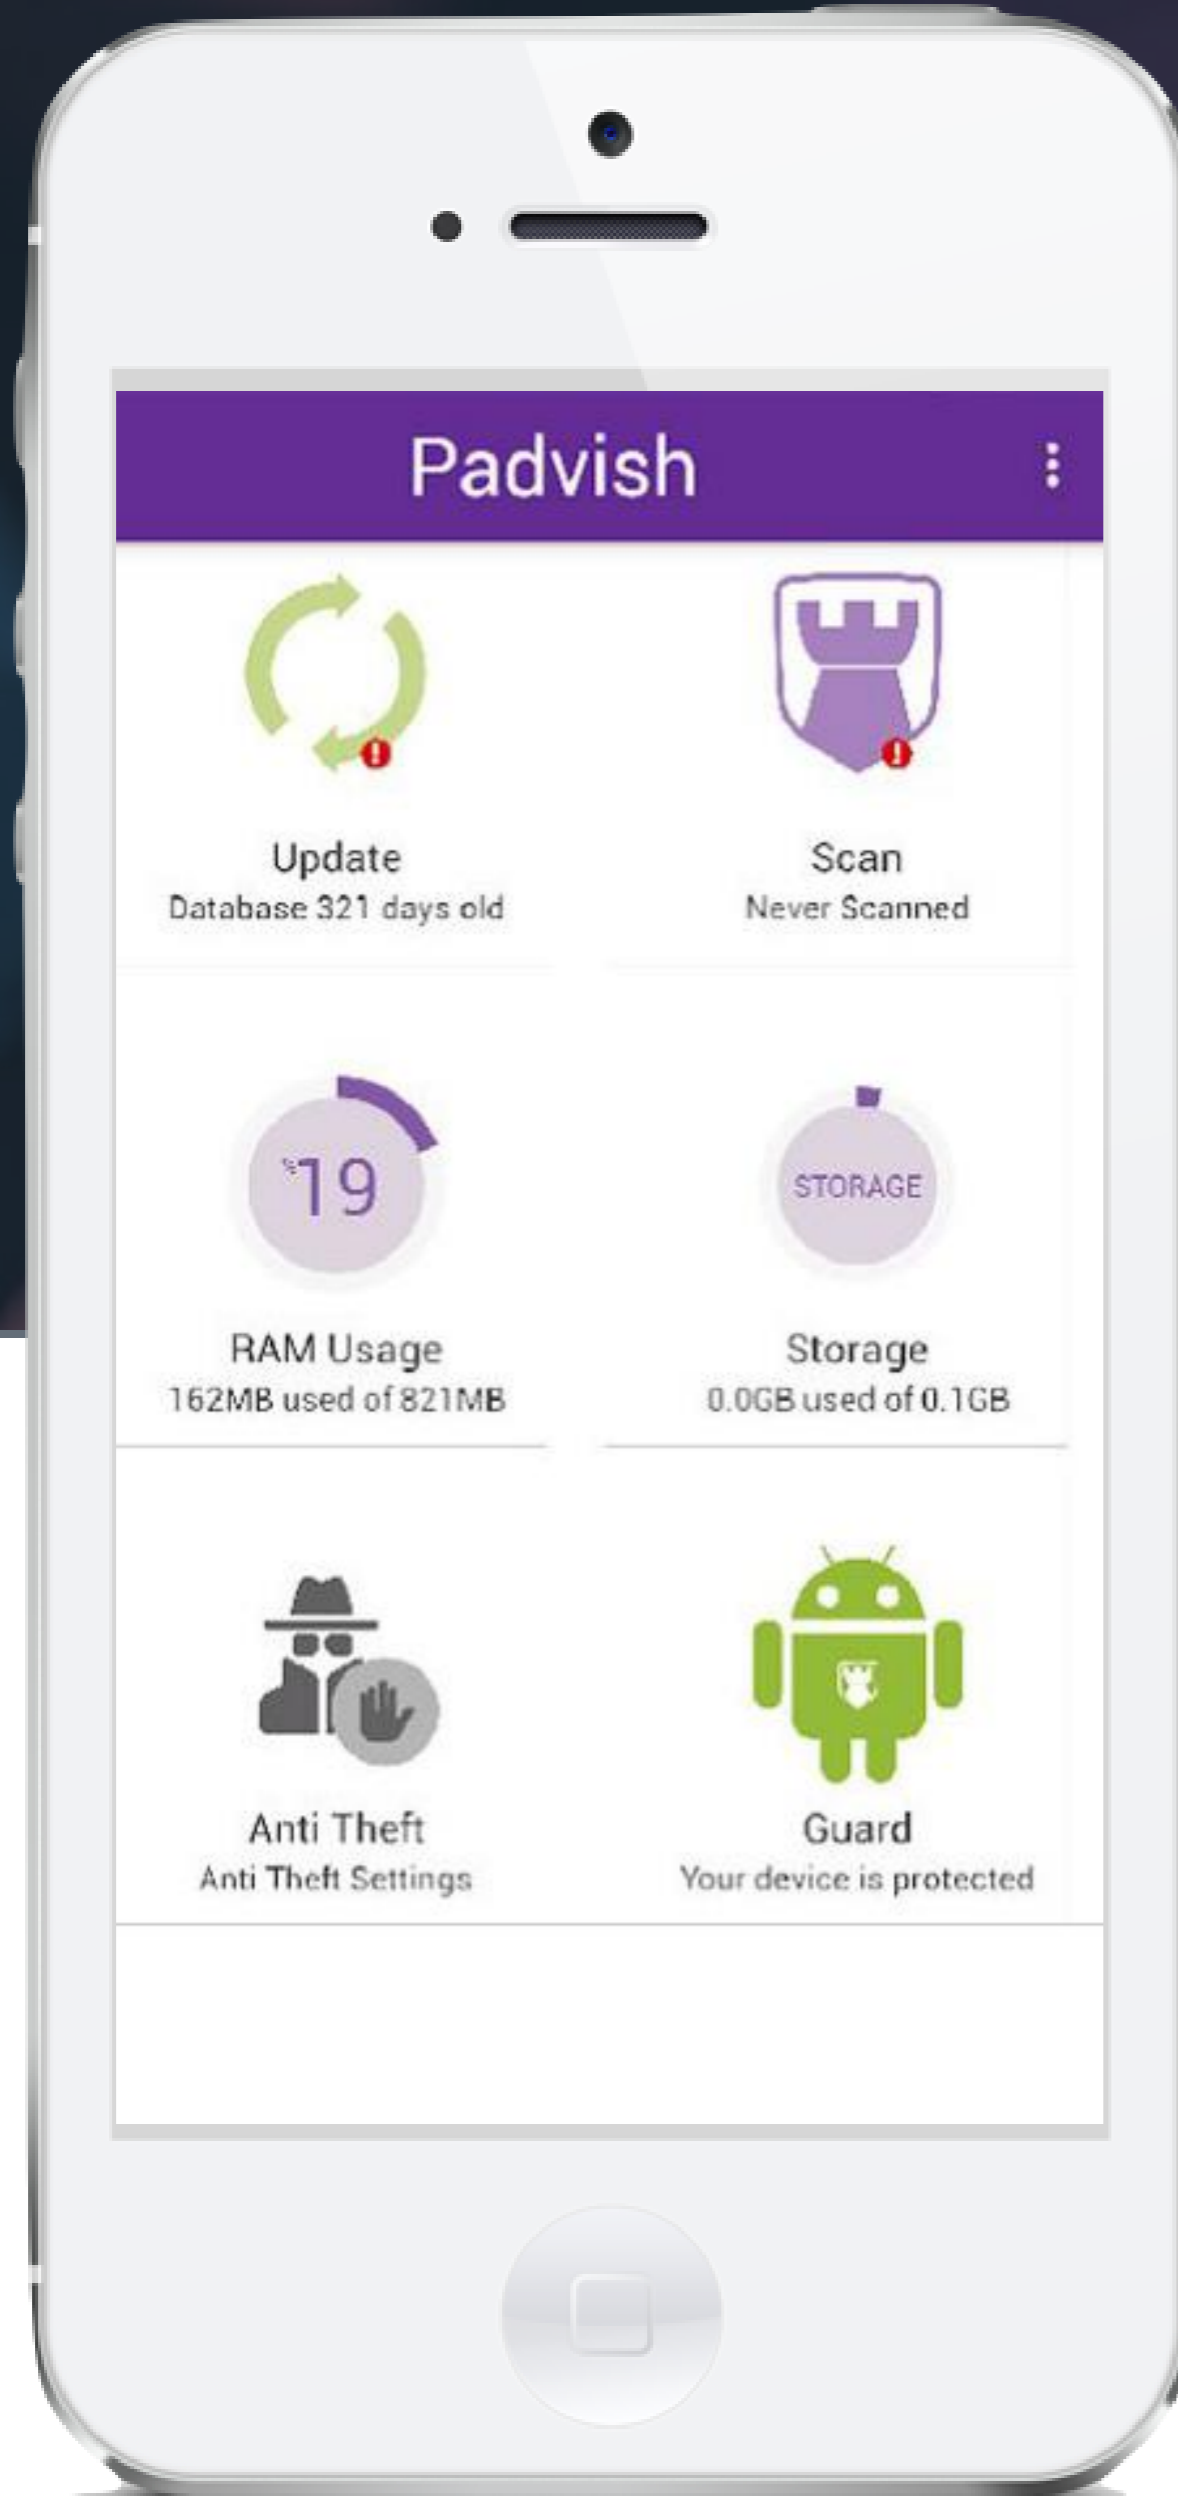 Padvish
Update
Database 321 days old
Scan
Never Scanned
%19
RAM Usage
162MB used of 821MB
STORAGE
Storage
0.0GB used of 0.1GB
Anti Theft
Anti Theft Settings
Guard
Your device is protected